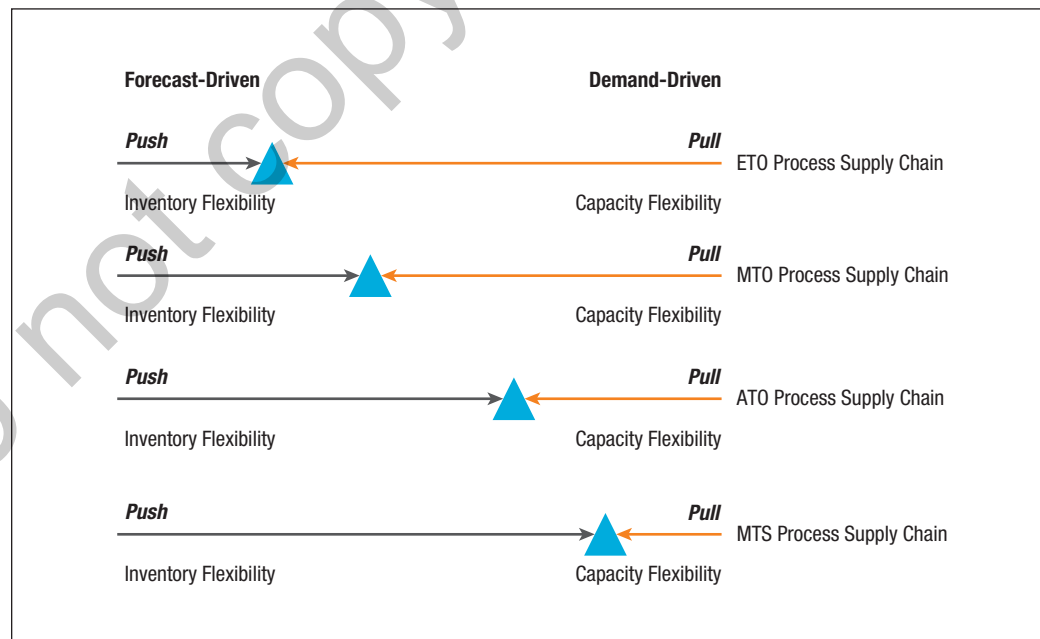 Forecast-Driven Demand-Driven
Push Pull
ETO Process Supply Chain
Inventory Flexibility Capacity Flexibility
Push Pull
MTO Process Supply Chain
Inventory Flexibility Capacity Flexibility
Push Pull
ATO Process Supply Chain
Inventory Flexibility Capacity Flexibility
Push Pull
MTS Process Supply Chain
Inventory Flexibility Capacity Flexibility
not copy